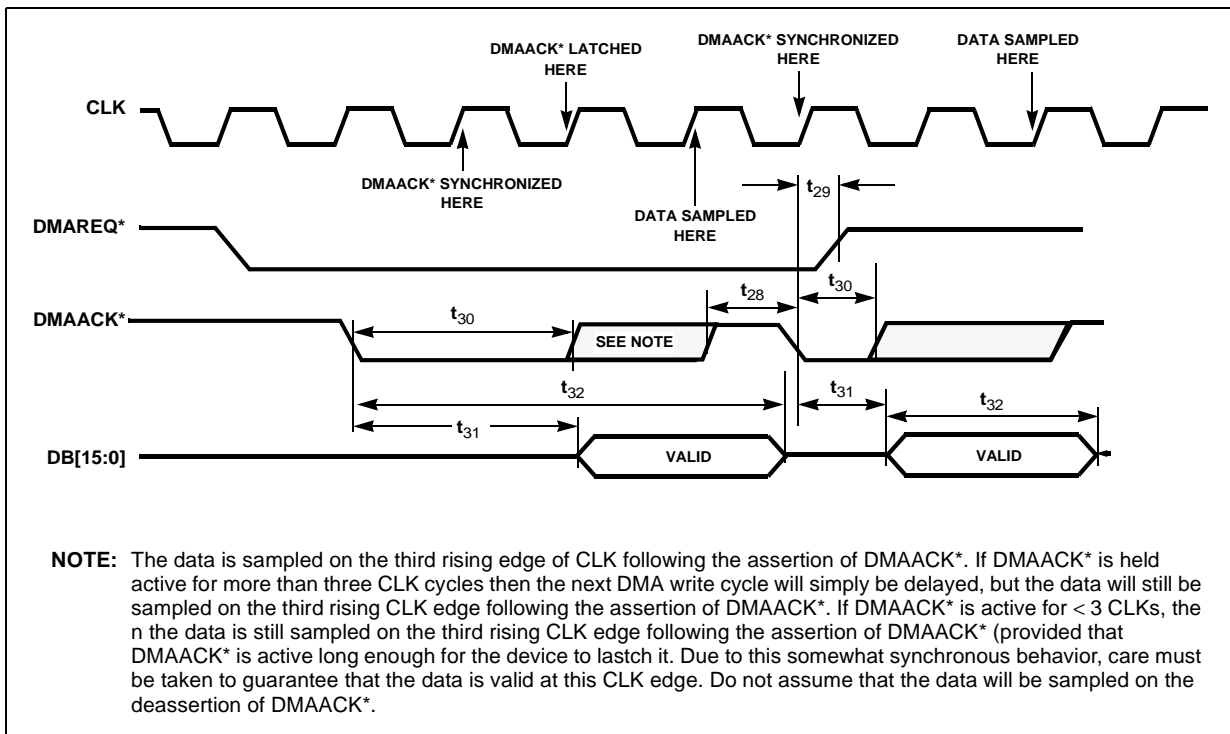 DMAACK* LATCHED
HERE
DMAACK* SYNCHRONIZED
HERE
DATA SAMPLED
HERE
CLK
DMAACK* SYNCHRONIZED
HERE
DATA SAMPLED
HERE
t29
DMAREQ*
t28
t30
DMAACK*
t30
SEE NOTE
t32
t31
t31
t32
DB[15:0]
VALID
VALID
NOTE: The data is sampled on the third rising edge of CLK following the assertion of DMAACK*. If DMAACK* is held
active for more than three CLK cycles then the next DMA write cycle will simply be delayed, but the data will still be
sampled on the third rising CLK edge following the assertion of DMAACK*. If DMAACK* is active for < 3 CLKs, the
n the data is still sampled on the third rising CLK edge following the assertion of DMAACK* (provided that
DMAACK* is active long enough for the device to lastch it. Due to this somewhat synchronous behavior, care must
be taken to guarantee that the data is valid at this CLK edge. Do not assume that the data will be sampled on the
deassertion of DMAACK*.